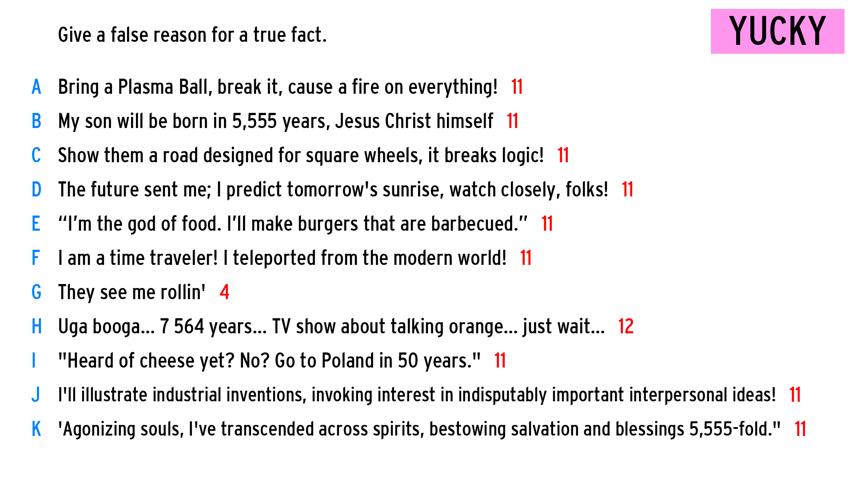 Give a false reason for a true fact.
YUCKY
A Bring a Plasma Ball, break it, cause a fire on everything! 11
B My son will be born in 5,555 years, Jesus Christ himself 11
C Show them a road designed for square wheels, it breaks logic! 11
D The future sent me; I predict tomorrow's sunrise, watch closely, folks! 11
E “I’m the god of food. I’ll make burgers that are barbecued.” 11
F I am a time traveler! I teleported from the modern world! 11
G They see me rollin' 4
H Uga booga... 7 564 years... TV show about talking orange... just wait... 12
I "Heard of cheese yet? No? Go to Poland in 50 years." 11
J I'll illustrate industrial inventions, invoking interest in indisputably important interpersonal ideas! 11
K 'Agonizing souls, I've transcended across spirits, bestowing salvation and blessings 5,555-fold." 11